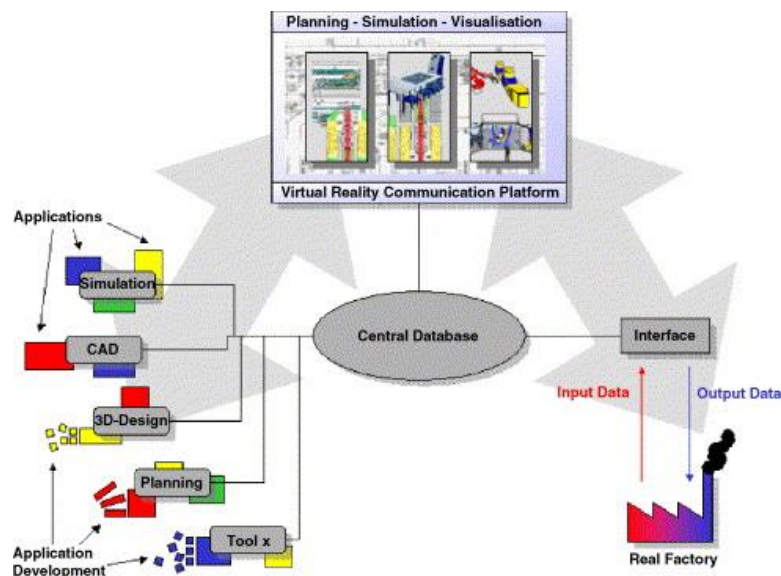 Planning - Simulation - Visualisation
Virtual Reality Communication Platform
Applications
Simulation
CAD
3D-Design
Planning
Tool x
Application
Development
Central Database
Interface
Input Data
Output Data
Real Factory